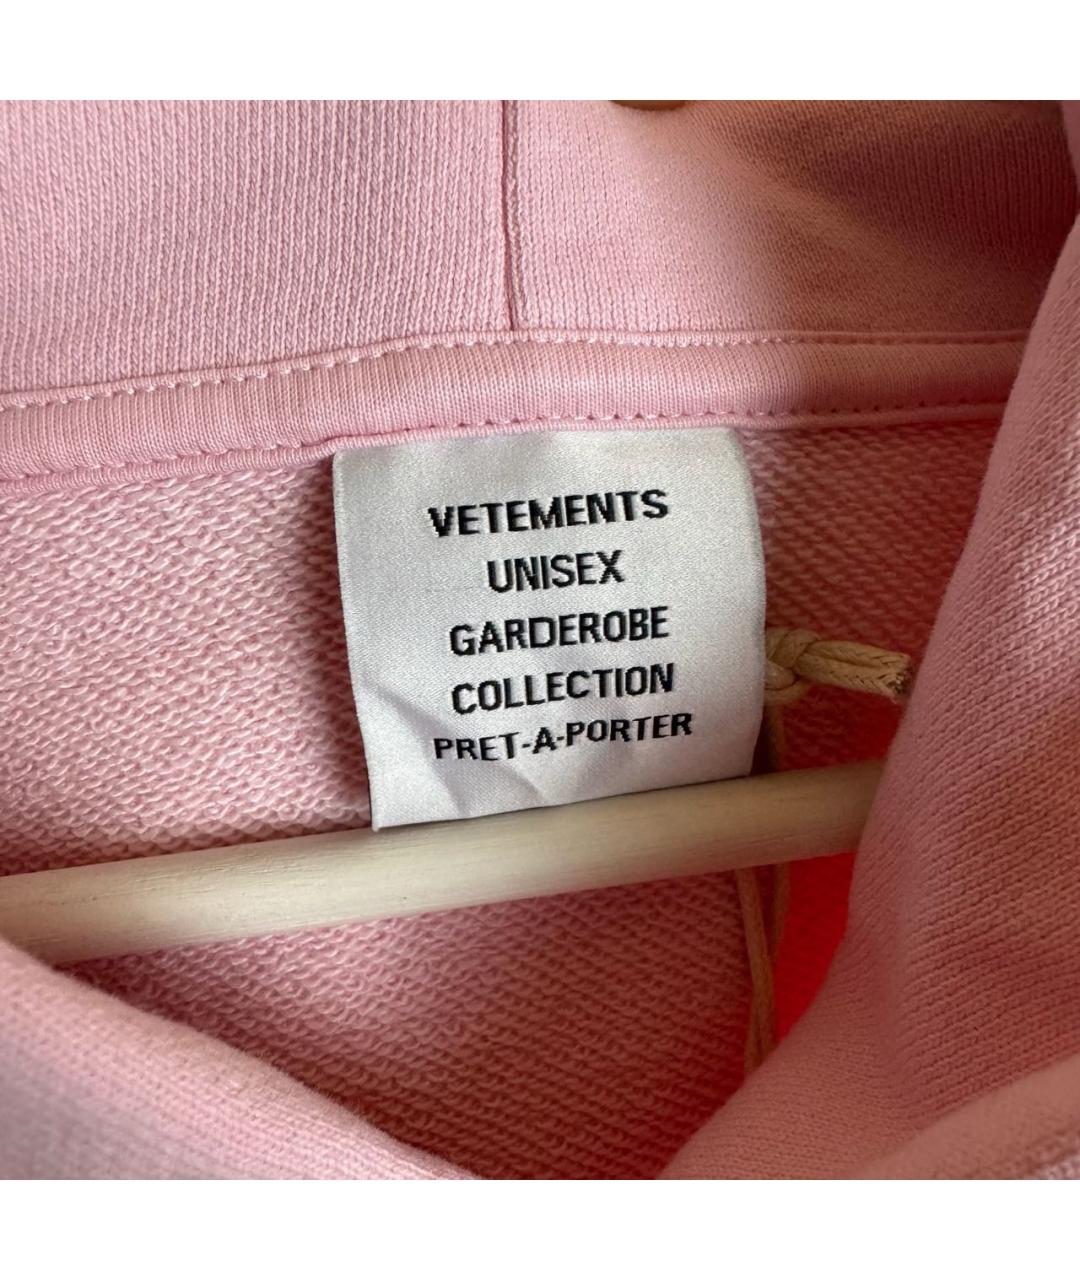 VETEMENTS
UNISEX
GARDEROBE
COLLECTION
PRET-A-PORTER